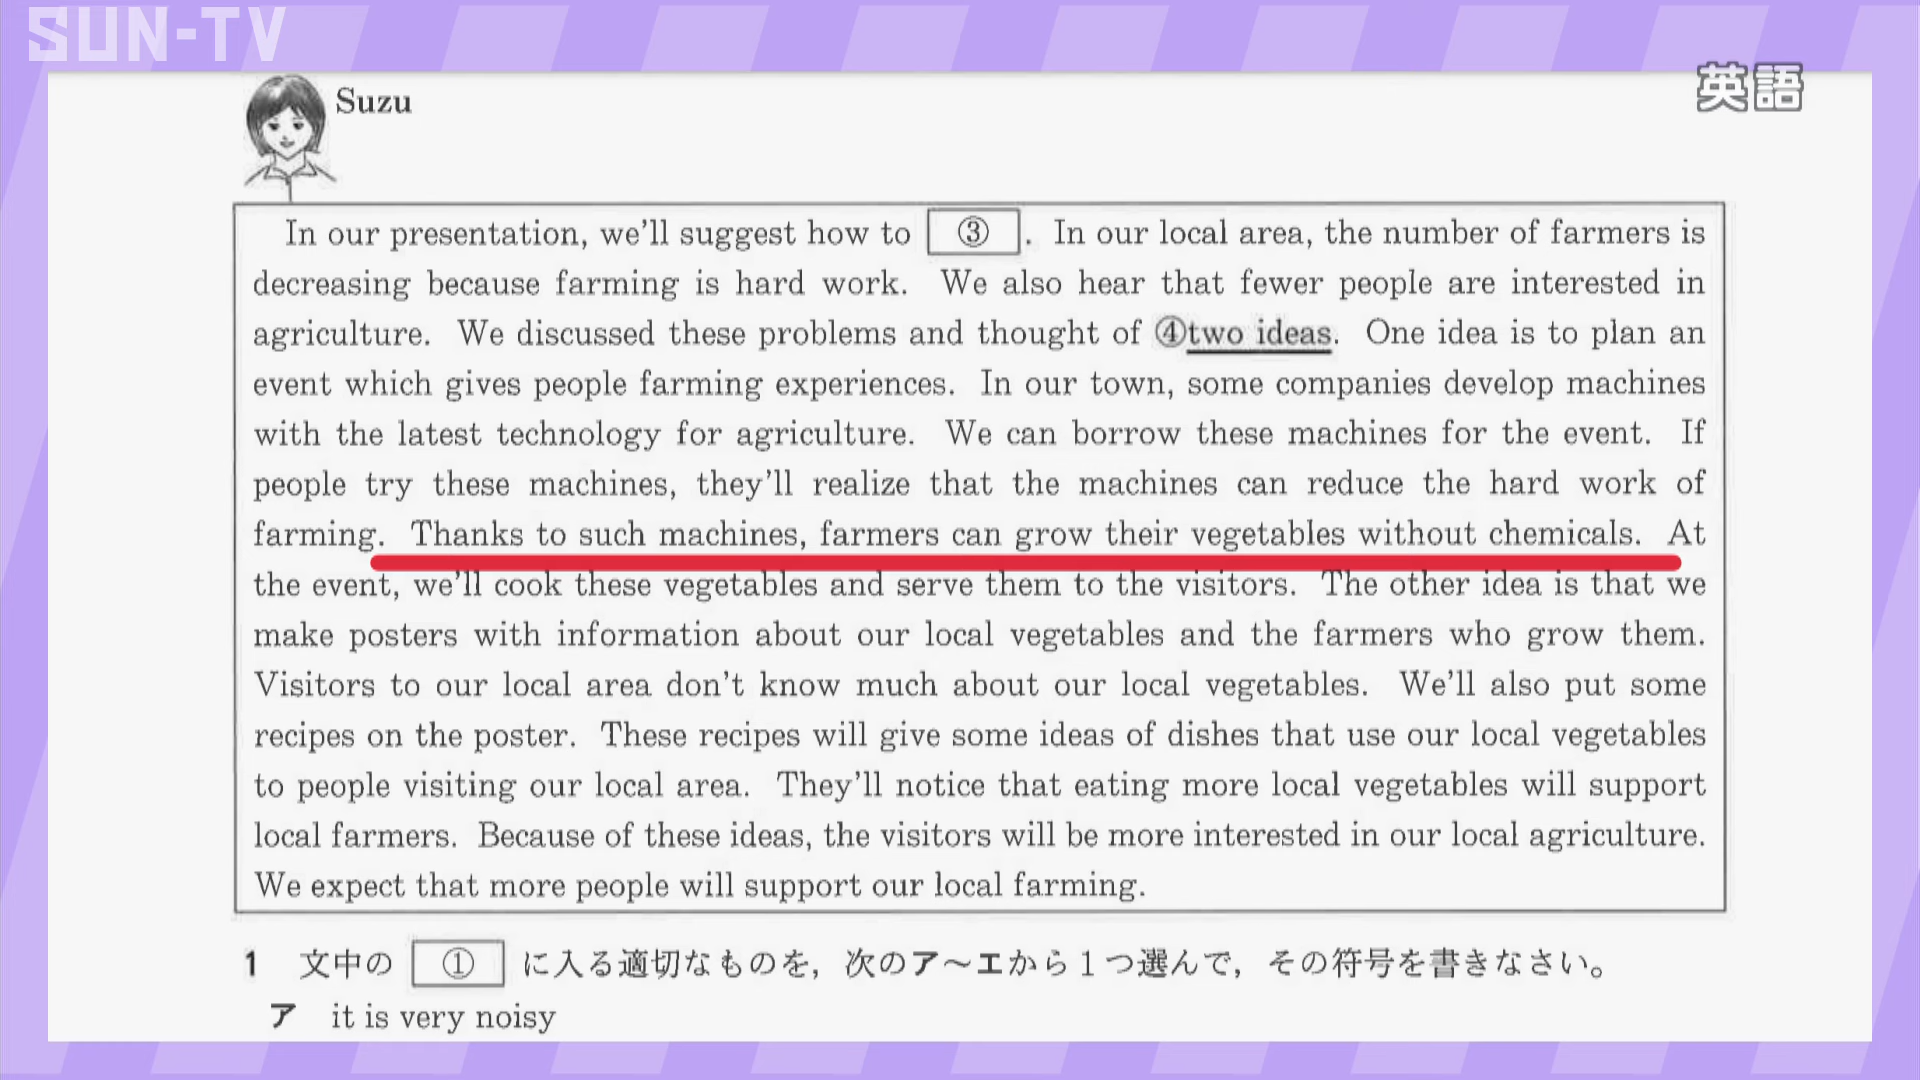 SUN-TV
英語
Suzu
In our presentation, we'll suggest how to ③. In our local area, the number of farmers is
decreasing because farming is hard work. We also hear that fewer people are interested in
agriculture. We discussed these problems and thought of ④two ideas. One idea is to plan an
event which gives people farming experiences. In our town, some companies develop machines
with the latest technology for agriculture. We can borrow these machines for the event. If
people try these machines, they'll realize that the machines can reduce the hard work of
farming. Thanks to such machines, farmers can grow their vegetables without chemicals. At
the event, we'll cook these vegetables and serve them to the visitors. The other idea is that we
make posters with information about our local vegetables and the farmers who grow them.
Visitors to our local area don't know much about our local vegetables. We'll also put some
recipes on the poster. These recipes will give some ideas of dishes that use our local vegetables
to people visiting our local area. They'll notice that eating more local vegetables will support
local farmers. Because of these ideas, the visitors will be more interested in our local agriculture.
We expect that more people will support our local farming.
1 文中の ① に入る適切なものを，次のア〜エから1つ選んで，その符号を書きなさい。
ア it is very noisy